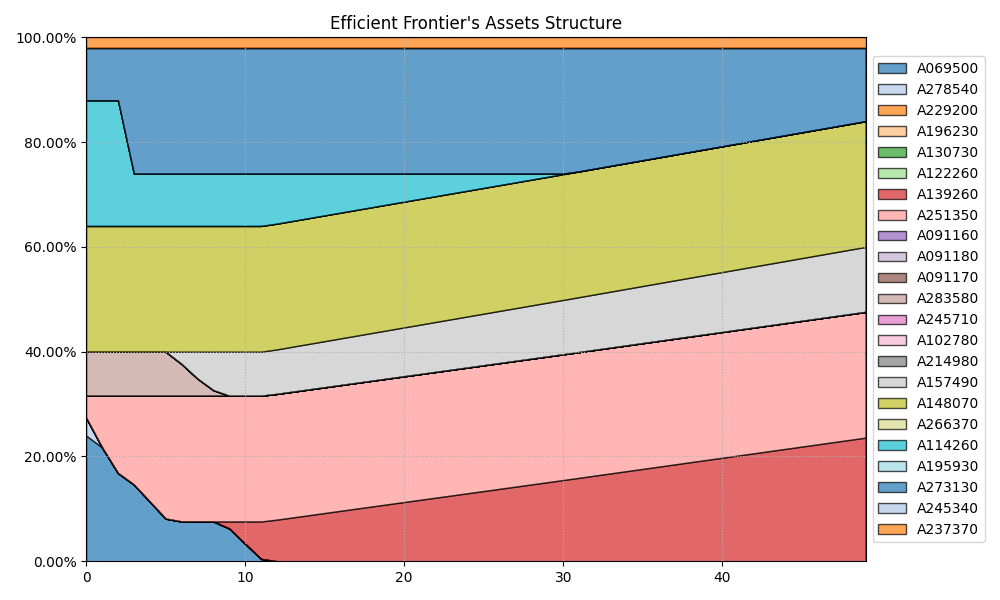 Efficient Frontier's Assets Structure
100.00%
80.00%
60.00%
40.00%
20.00%
0.00%
0
10
20
30
40
A069500
A278540
A229200
A196230
A130730
A122260
A139260
A251350
A091160
A091180
A091170
A283580
A245710
A102780
A214980
A157490
A148070
A266370
A114260
A195930
A273130
A245340
A237370